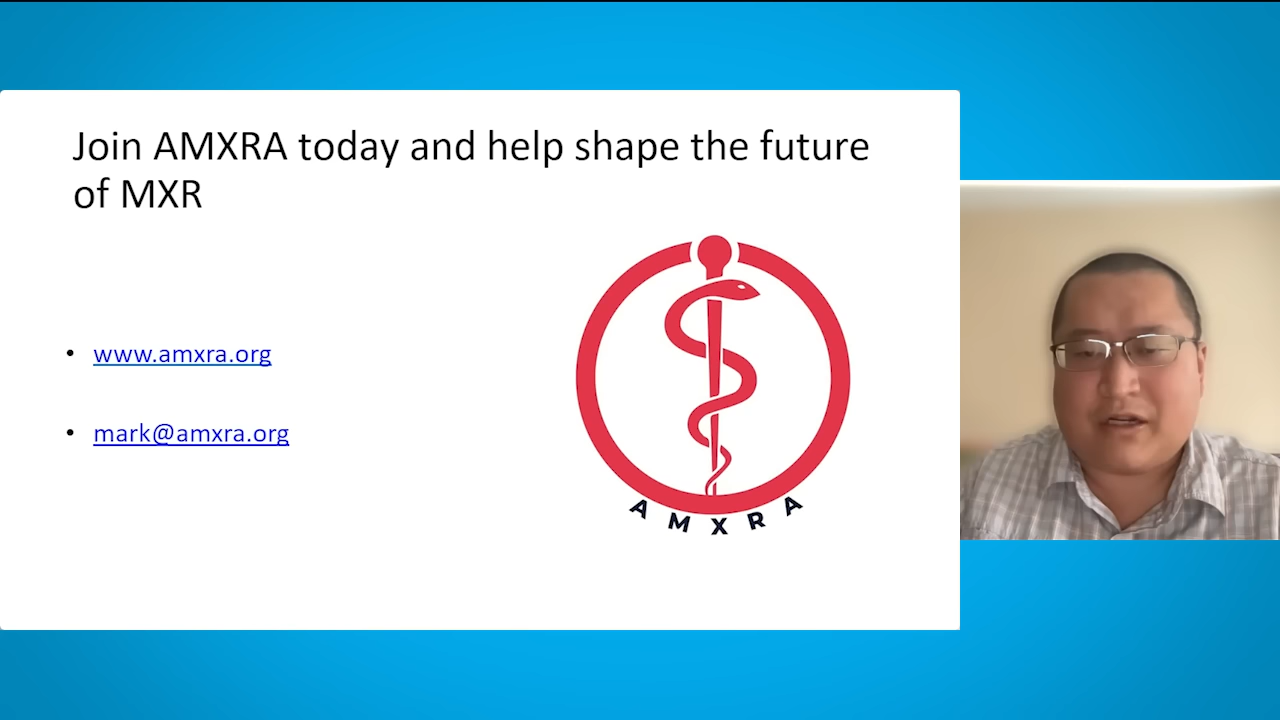 Join AMXRA today and help shape the future
of MXR
• www.amxra.org
• mark@amxra.org
AMXRA